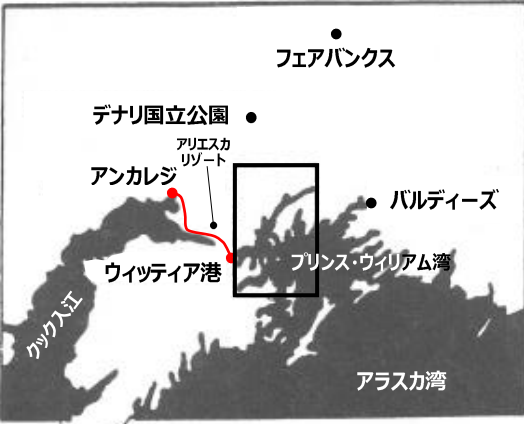 フェアバンクス
デナリ国立公園
アリエスカ
リゾート
アンカレジ
バルディーズ
プリンス・ウィリアム湾
ウィッティア港
クック入江
アラスカ湾